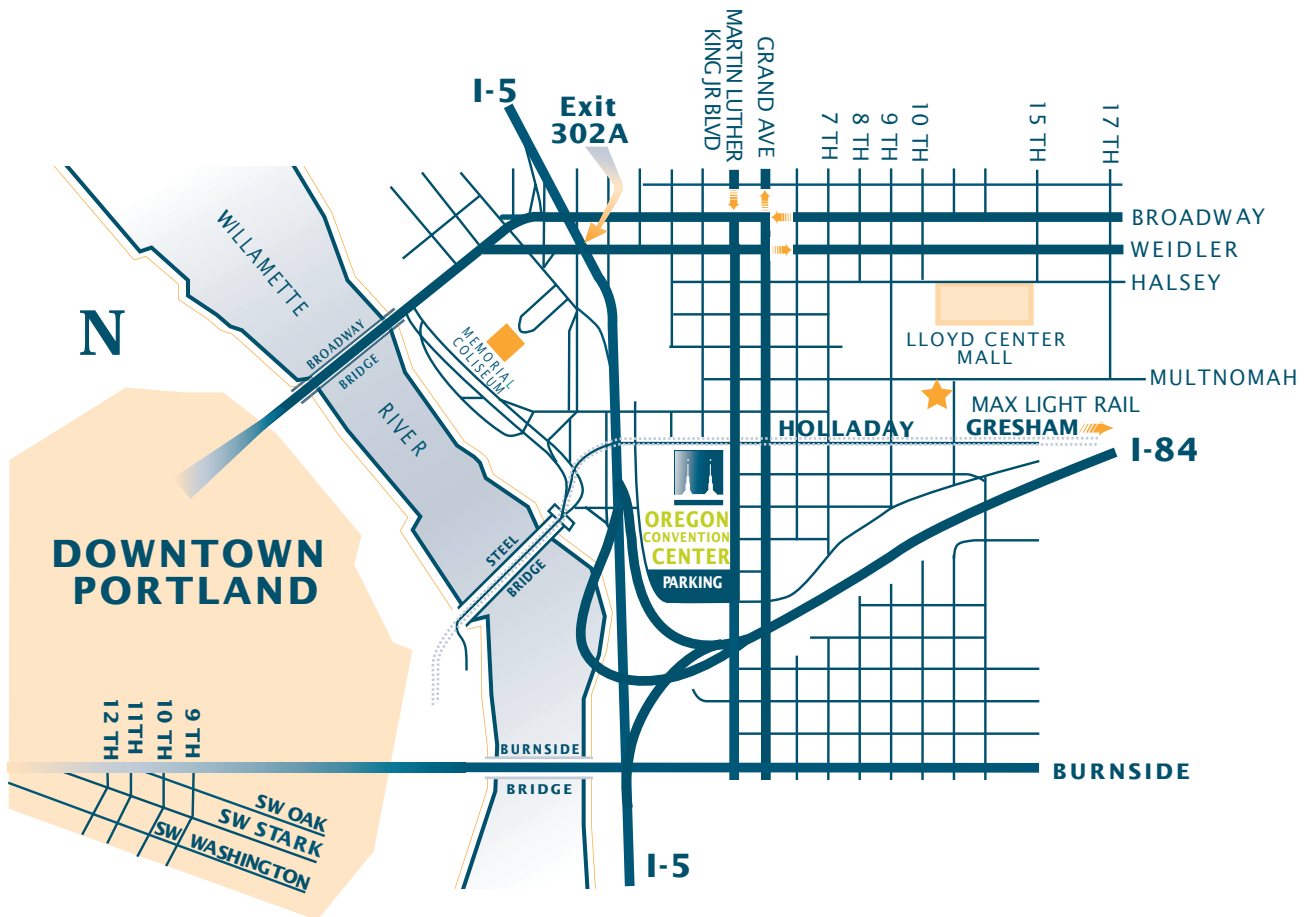 I-5
Exit
302A
MARTIN LUTHER
KING JR BLVD
GRAND AVE
7 TH
8 TH
9 TH
10 TH
15 TH
17 TH
BROADWAY
WEIDLER
HALSEY
WILLAMETTE
RIVER
N
BROADWAY
BRIDGE
MEMORIAL
COLISEUM
LLOYD CENTER
MALL
MULTNOMAH
MAX LIGHT RAIL
GRESHAM
HOLLADAY
I-84
OREGON
CONVENTION
CENTER
PARKING
STEEL
BRIDGE
DOWNTOWN
PORTLAND
12 TH
11TH
10 TH
9 TH
BURNSIDE
BRIDGE
BURNSIDE
SW OAK
SW STARK
SW WASHINGTON
I-5